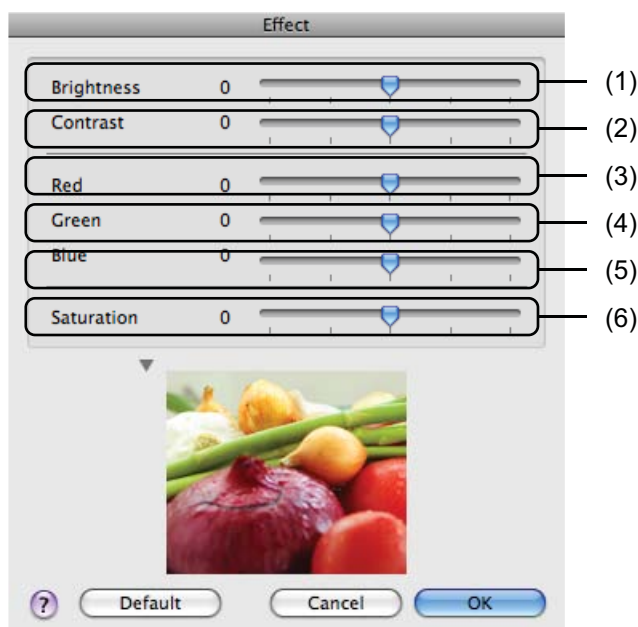 Effect
Brightness 0 (1)
Contrast 0 (2)
Red 0 (3)
Green 0 (4)
Blue 0 (5)
Saturation 0 (6)
? Default Cancel OK